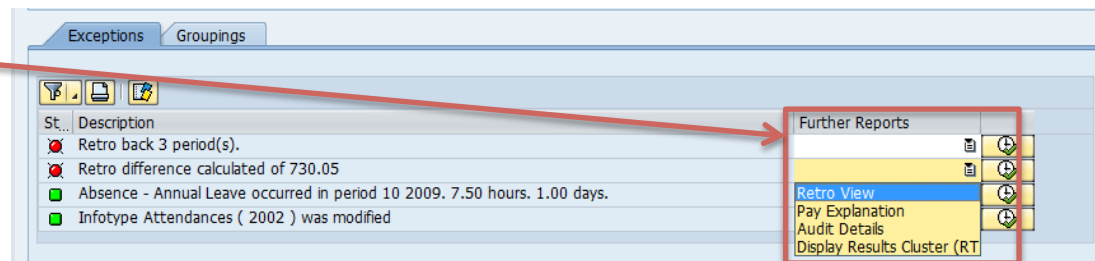 Exceptions Groupings
St... Description Further Reports
Retro back 3 period(s).
Retro difference calculated of 730.05
Absence - Annual Leave occurred in period 10 2009. 7.50 hours. 1.00 days.
Infotype Attendances ( 2002 ) was modified
Retro View
Pay Explanation
Audit Details
Display Results Cluster (RT